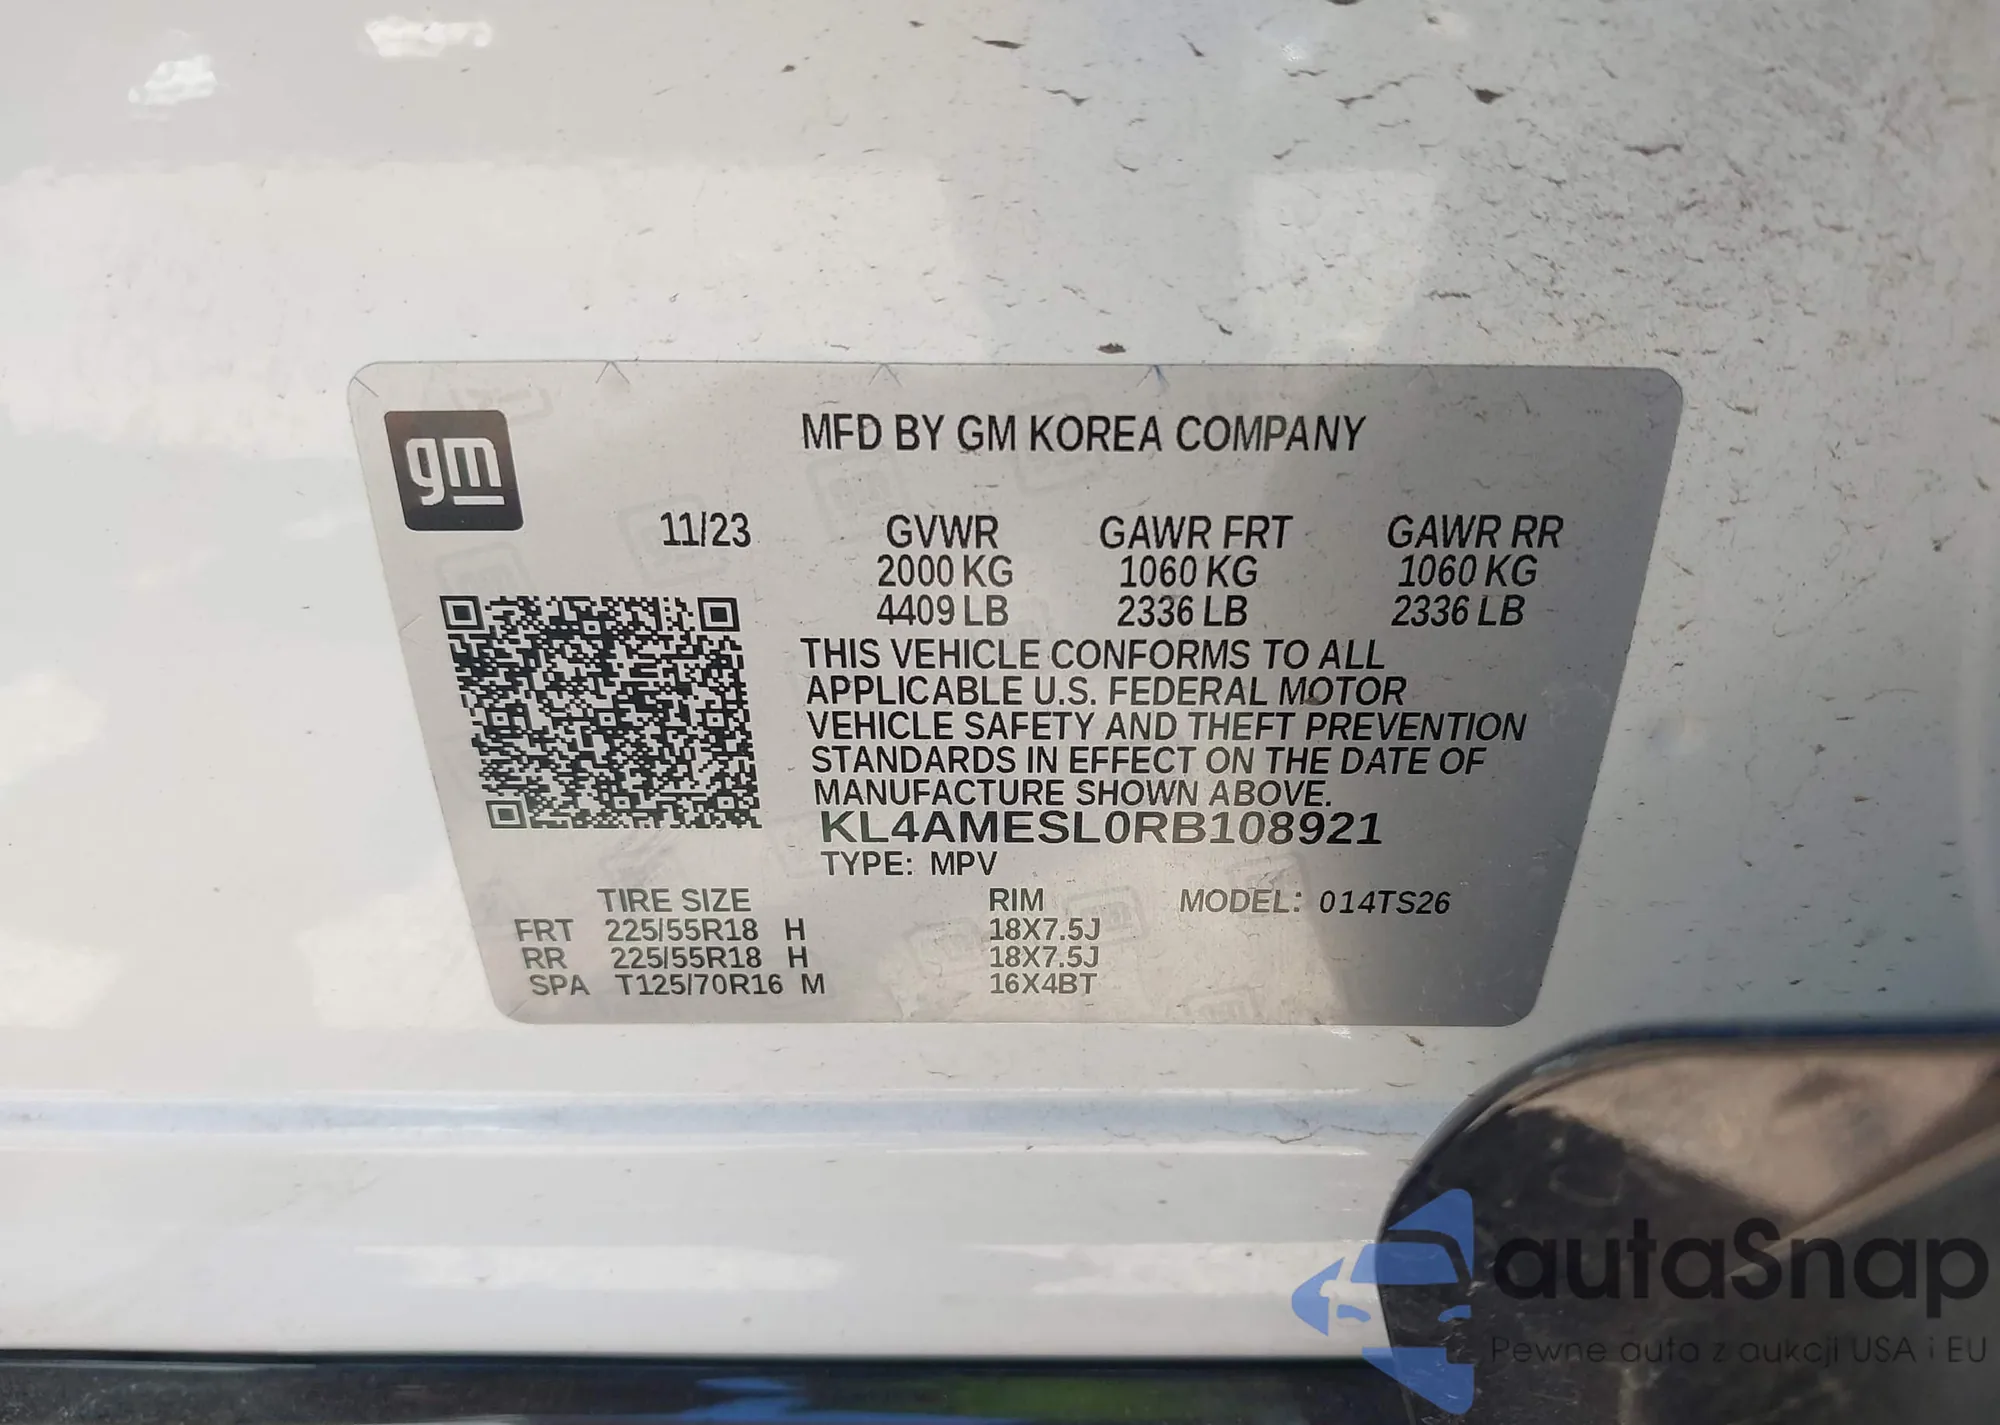 gm
MFD BY GM KOREA COMPANY
11/23 GVWR GAWR FRT GAWR RR
2000 KG 1060 KG 1060 KG
4409 LB 2336 LB 2336 LB
THIS VEHICLE CONFORMS TO ALL
APPLICABLE U.S. FEDERAL MOTOR
VEHICLE SAFETY AND THEFT PREVENTION
STANDARDS IN EFFECT ON THE DATE OF
MANUFACTURE SHOWN ABOVE.
KL4AMESL0RB108921
TYPE: MPV
TIRE SIZE RIM MODEL: 014TS26
FRT 225/55R18 H 18X7.5J
RR 225/55R18 H 18X7.5J
SPA T125/70R16 M 16X4BT
autaSnap
Pewne auta z aukcji USA i EU